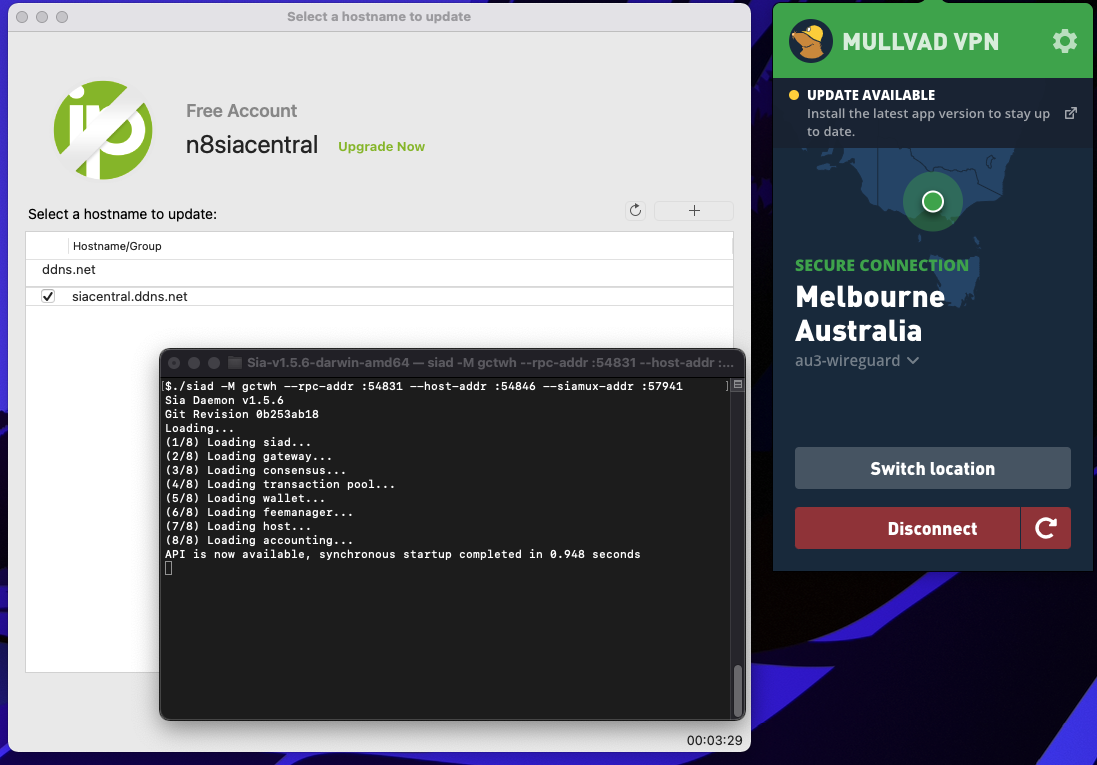 Select a hostname to update
ip
Free Account
n8siacentral
Upgrade Now
Select a hostname to update:
Hostname/Group
ddns.net
siacentral.ddns.net
Sia-v1.5.6-darwin-amd64 — siad -M gctwh --rpc-addr :54831 --host-addr :...
[$./siad -M gctwh --rpc-addr :54831 --host-addr :54846 --siamux-addr :57941 ]
Sia Daemon v1.5.6
Git Revision 0b253ab18
Loading...
(1/8) Loading siad...
(2/8) Loading gateway...
(3/8) Loading consensus...
(4/8) Loading transaction pool...
(5/8) Loading wallet...
(6/8) Loading feemanager...
(7/8) Loading host...
(8/8) Loading accounting...
API is now available, synchronous startup completed in 0.948 seconds
00:03:29
MULLVAD VPN
UPDATE AVAILABLE
Install the latest app version to stay up
to date.
SECURE CONNECTION
Melbourne
Australia
au3-wireguard
Switch location
Disconnect